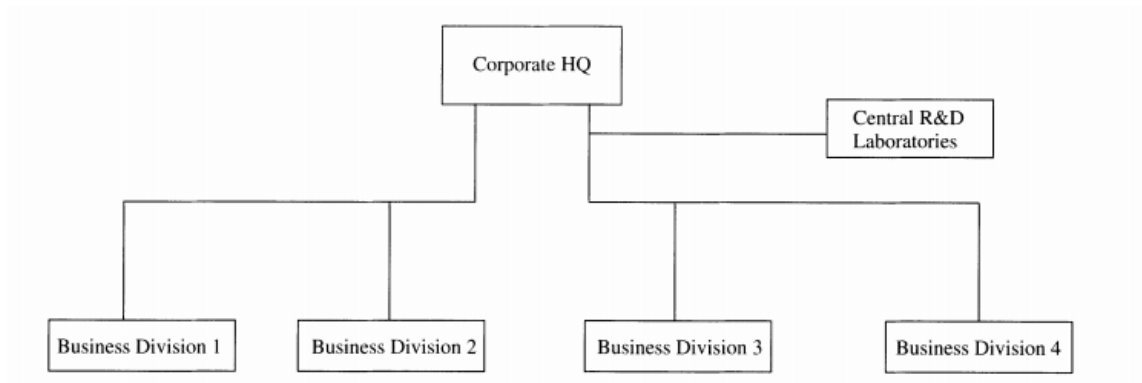 Corporate HQ
Central R&D
Laboratories
Business Division 1
Business Division 2
Business Division 3
Business Division 4